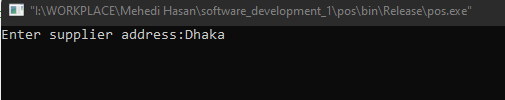 "I:\WORKPLACE\Mehedi Hasan\software_development_1\pos\bin\Release\pos.exe"
Enter supplier address:Dhaka